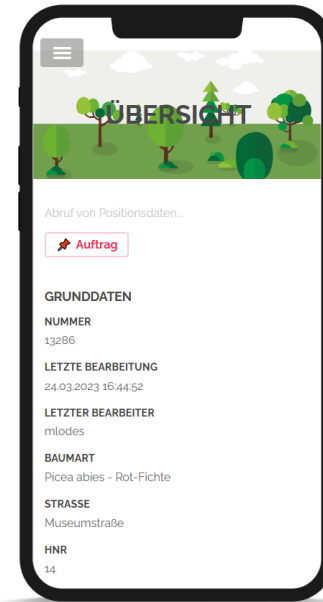 ÜBERSICHT
Abruf von Positionsdaten...
Auftrag
GRUNDDATEN
NUMMER
13286
LETZTE BEARBEITUNG
24.03.2023 16:44:52
LETZTER BEARBEITER
mlodes
BAUMART
Picea abies - Rot-Fichte
STRASSE
Museumstraße
HNR
14